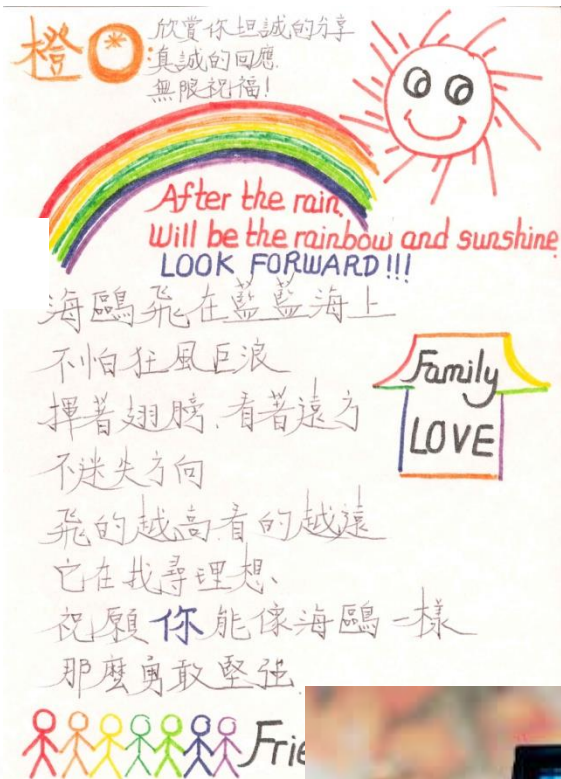 橙
欣賞你坦誠的分享
真誠的回應
無限祝福!
After the rain,
Will be the rainbow and sunshine
LOOK FORWARD!!!
海鷗飛在藍藍海上
不怕狂風巨浪
揮著翅膀.看著遠方
不迷失方向
飛的越高看的越遠
它在找尋理想、
祝願你能像海鷗一樣
那麼勇敢堅强
Family
LOVE